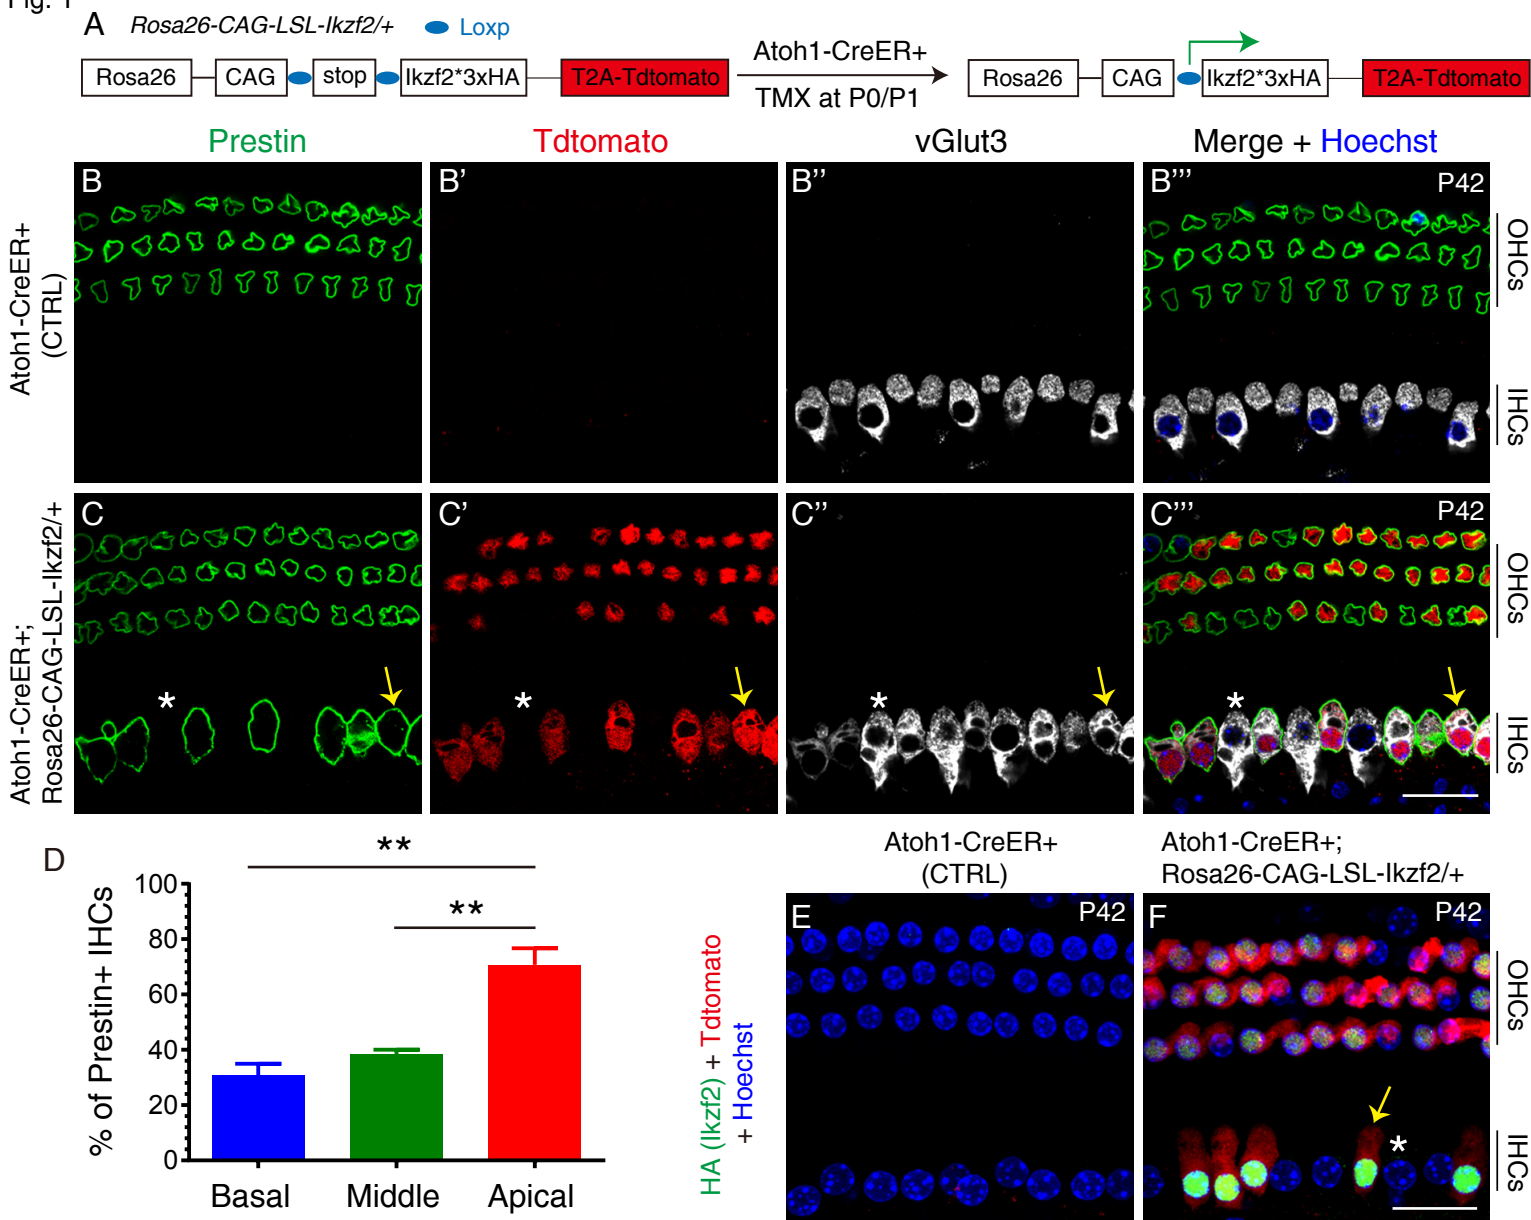 Fig. 1
A Rosa26-CAG-LSL-Ikzf2/+ Loxp
Rosa26 CAG stop Ikzf2*3xHA T2A-Tdtomato
Atoh1-CreER+
TMX at P0/P1
Rosa26 CAG Ikzf2*3xHA T2A-Tdtomato
Prestin Tdtomato vGlut3 Merge + Hoechst
Atoh1-CreER+
(CTRL)
B B' B'' B''' P42
OHCs
IHCs
Atoh1-CreER+;
Rosa26-CAG-LSL-Ikzf2/+
C C' C'' C''' P42
* * * *
OHCs
IHCs
D
% of Prestin+ IHCs
**
**
100
80
60
40
20
0
Basal Middle Apical
HA (Ikzf2) + Tdtomato
+ Hoechst
Atoh1-CreER+
(CTRL)
E P42
Atoh1-CreER+;
Rosa26-CAG-LSL-Ikzf2/+
F P42
*
OHCs
IHCs